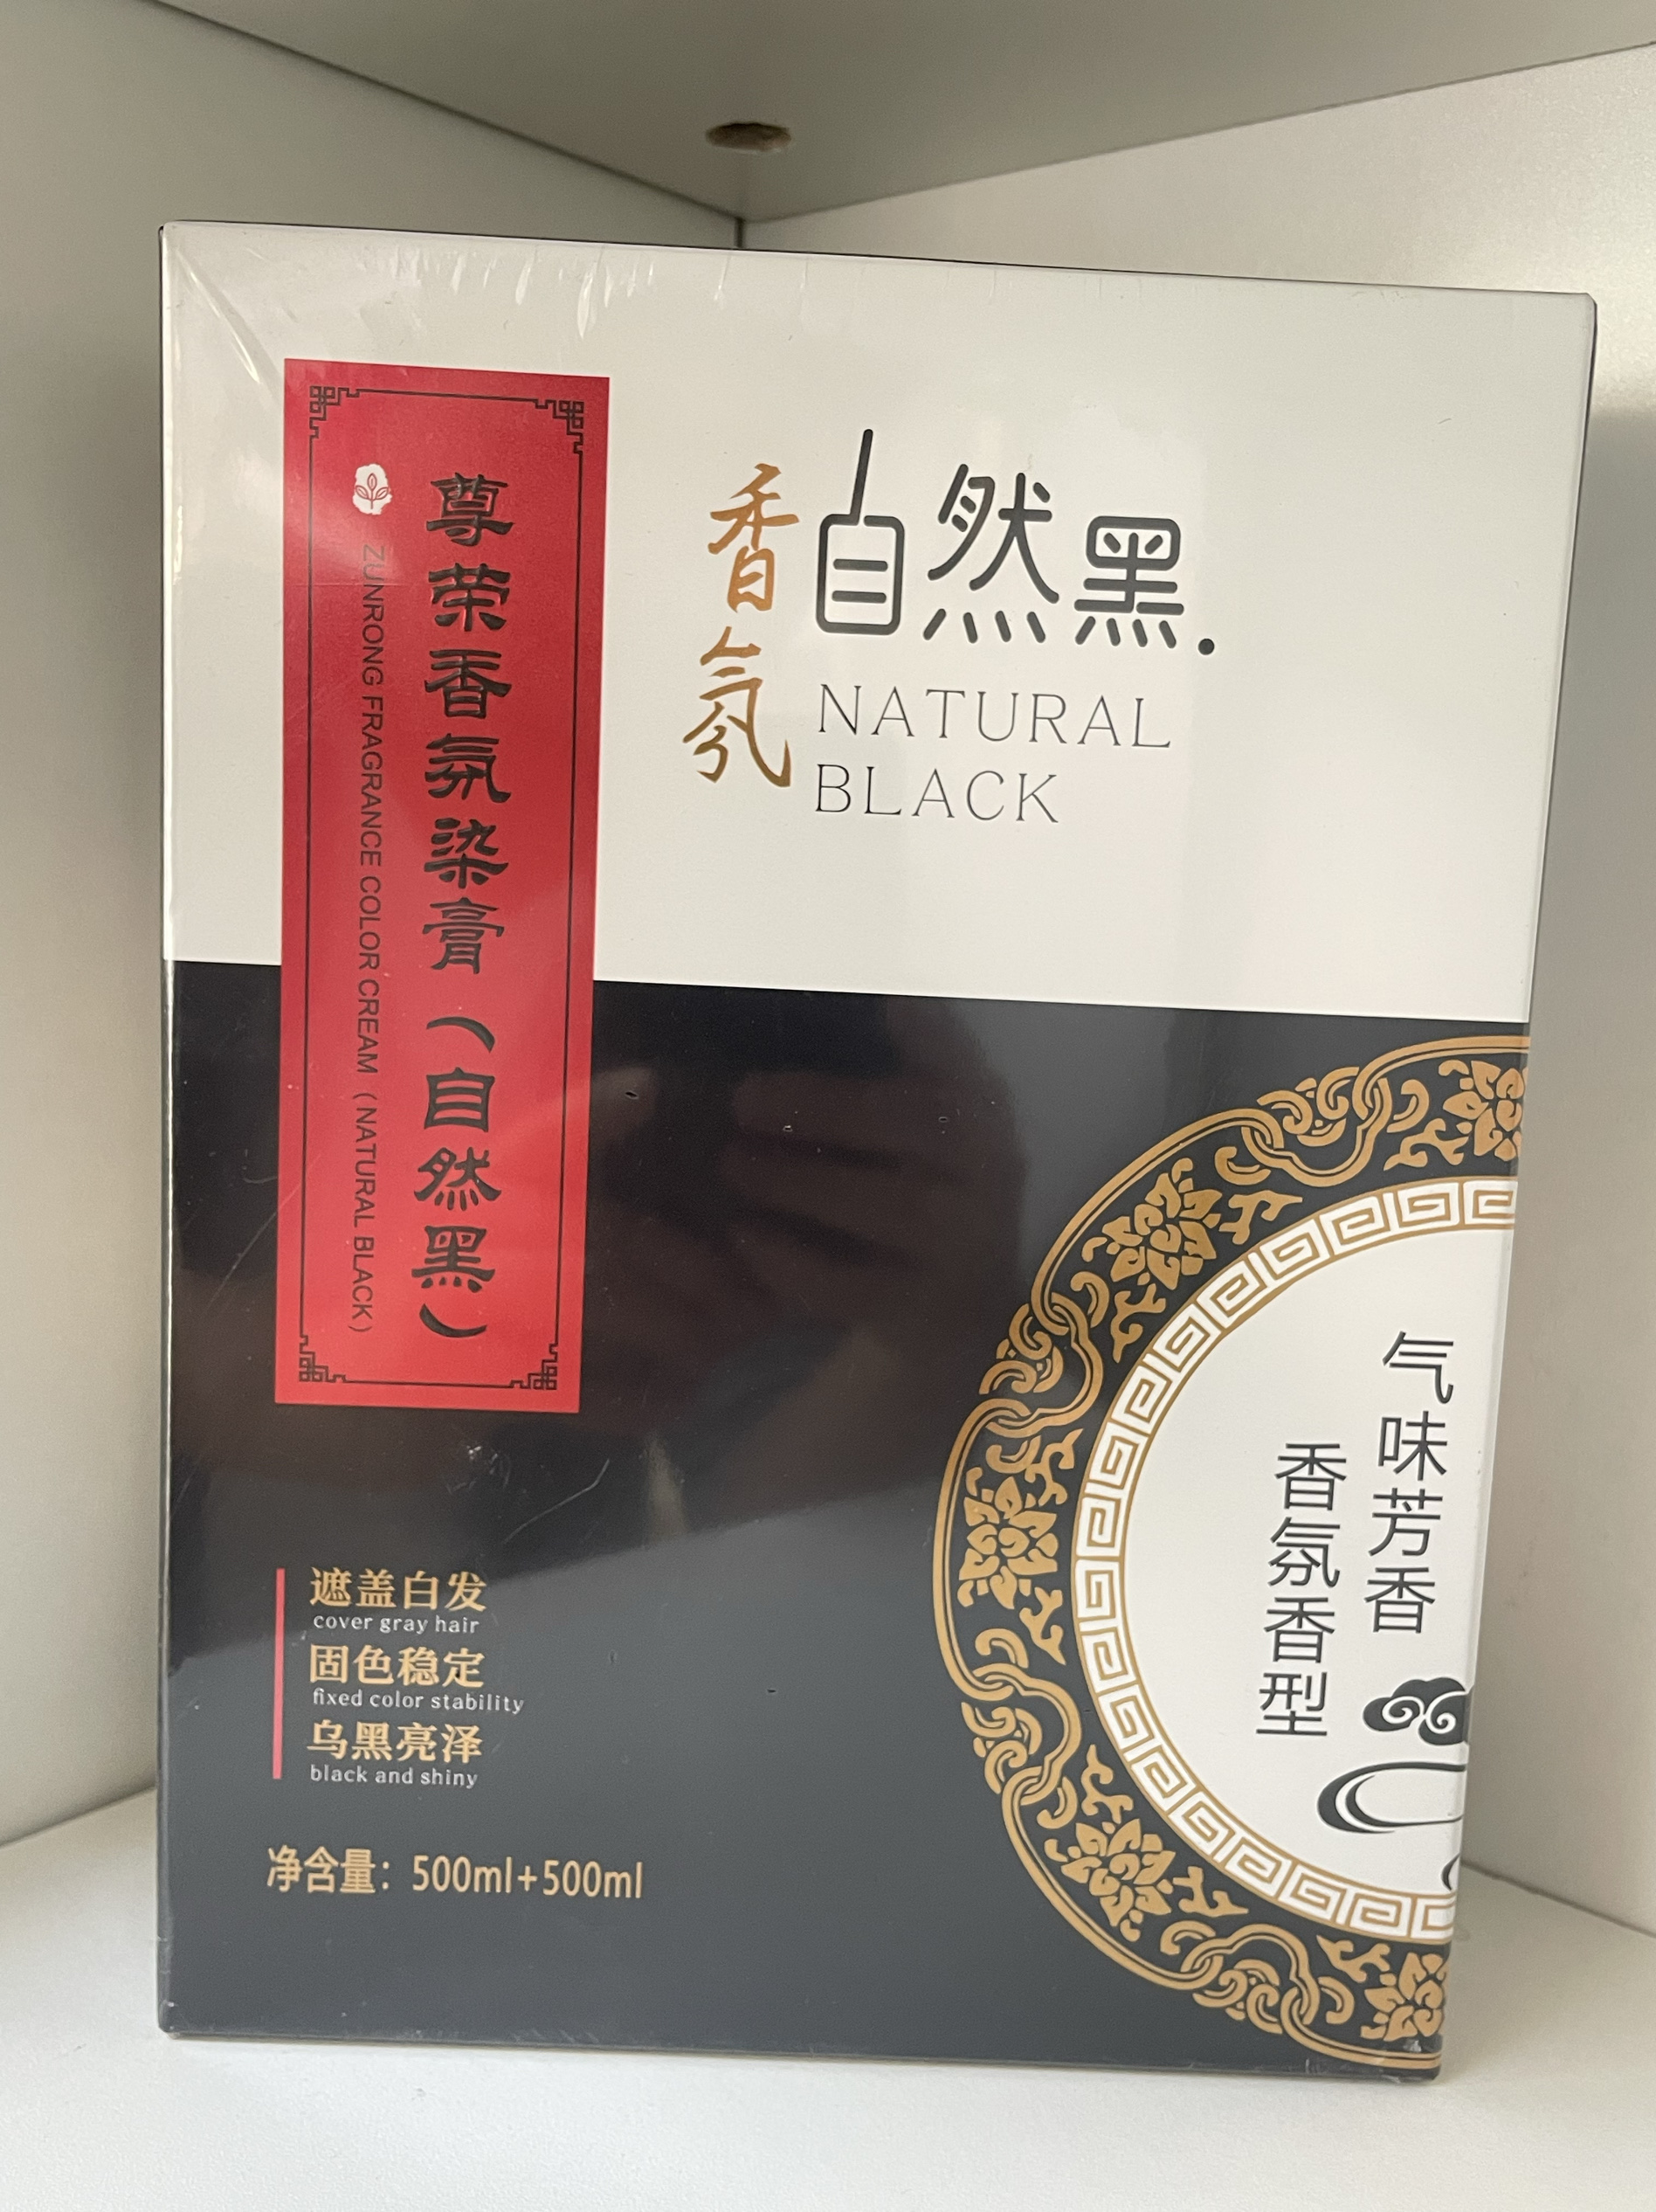 尊荣香氛染膏（自然黑）
ZUNRONG FRAGRANCE COLOR CREAM（NATURAL BLACK）
香氛
自然黑.
NATURAL
BLACK
气味芳香
香氛香型
遮盖白发
cover gray hair
固色稳定
fixed color stability
乌黑亮泽
black and shiny
净含量：500ml+500ml